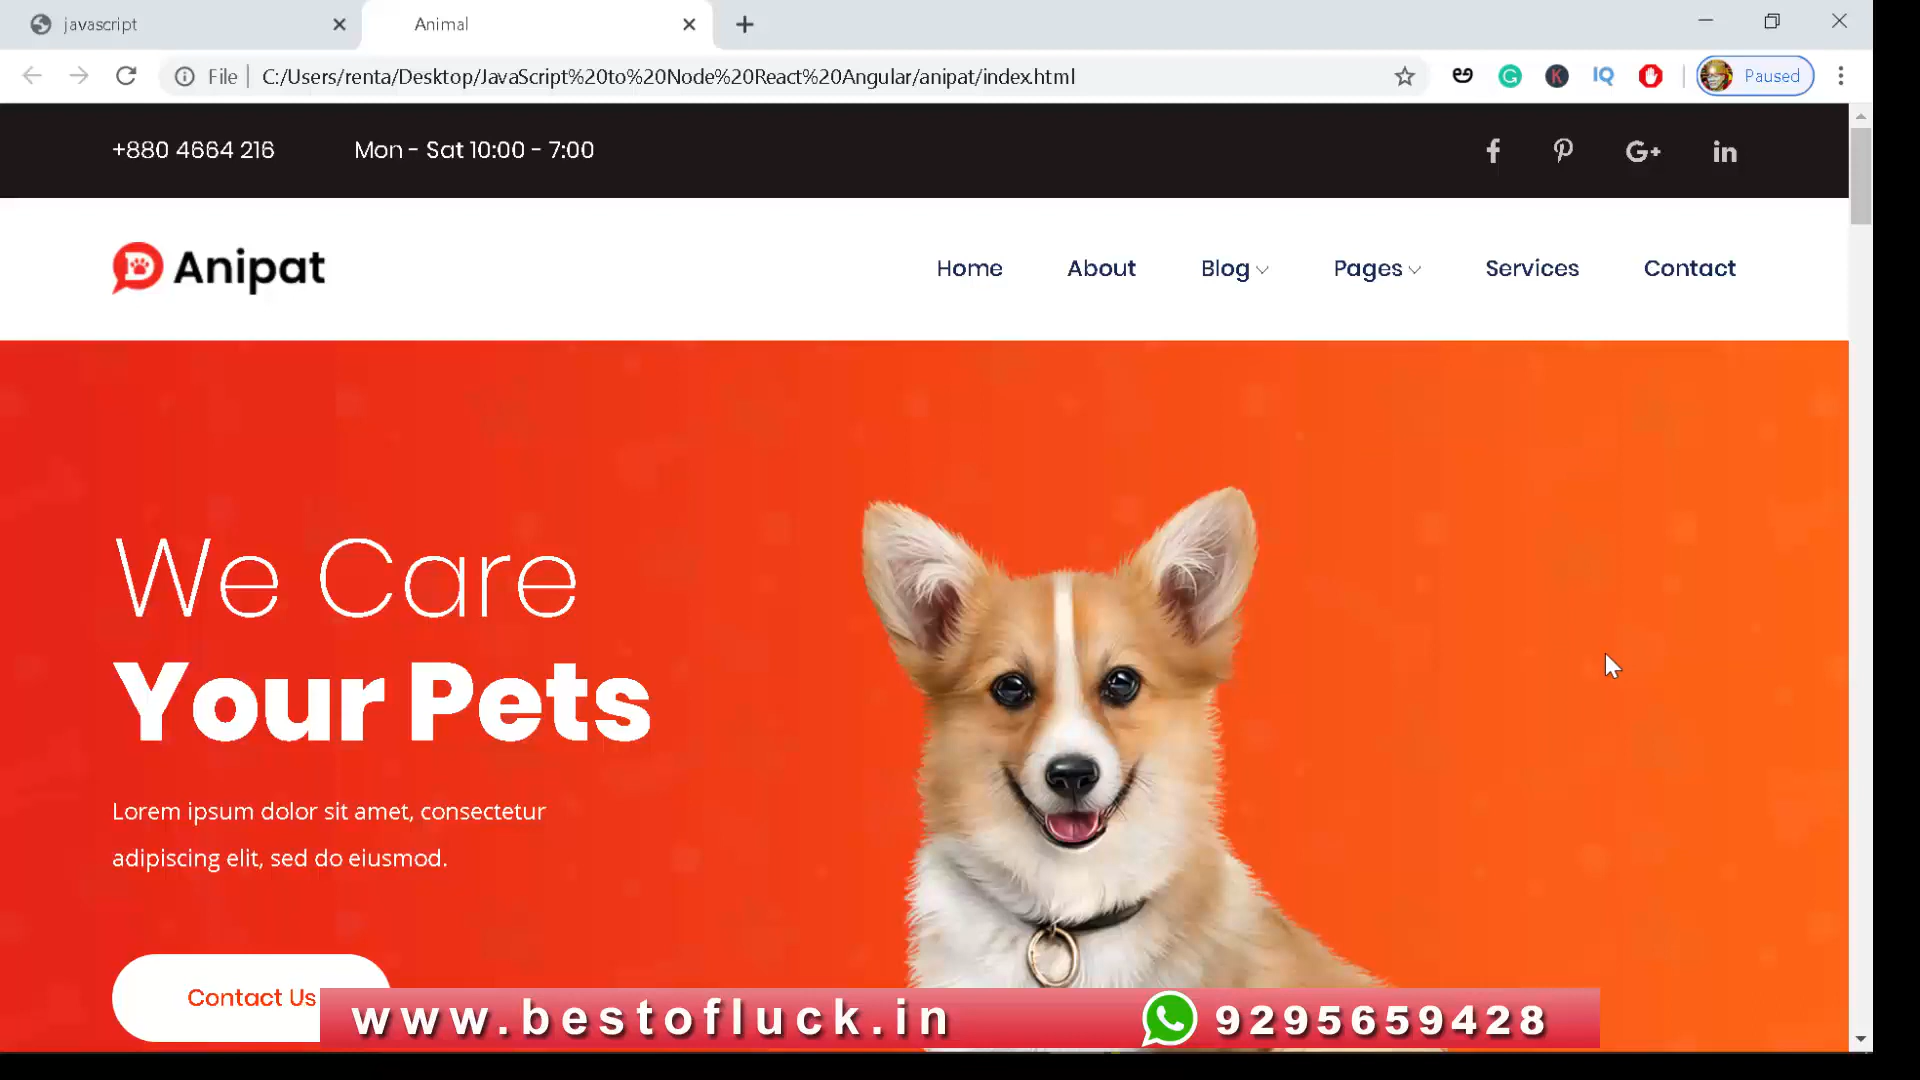 javascript
Animal
File
C:/Users/renta/Desktop/JavaScript%20to%20Node%20React%20Angular/anipat/index.html
IQ
Paused
+880 4664 216
Mon - Sat 10:00 - 7:00
Anipat
Home
About
Blog
Pages
Services
Contact
We Care
Your Pets
Lorem ipsum dolor sit amet, consectetur
adipiscing elit, sed do eiusmod.
Contact Us
www.bestofluck.in
9295659428